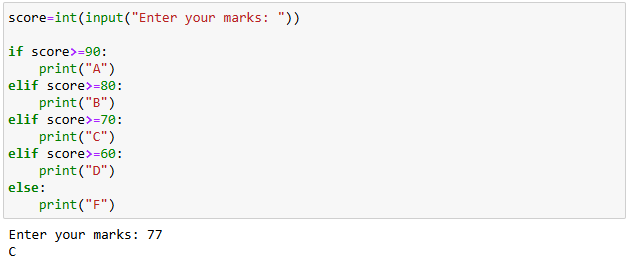 score=int(input("Enter your marks: "))
if score>=90:
    print("A")
elif score>=80:
    print("B")
elif score>=70:
    print("C")
elif score>=60:
    print("D")
else:
    print("F")
Enter your marks: 77
C